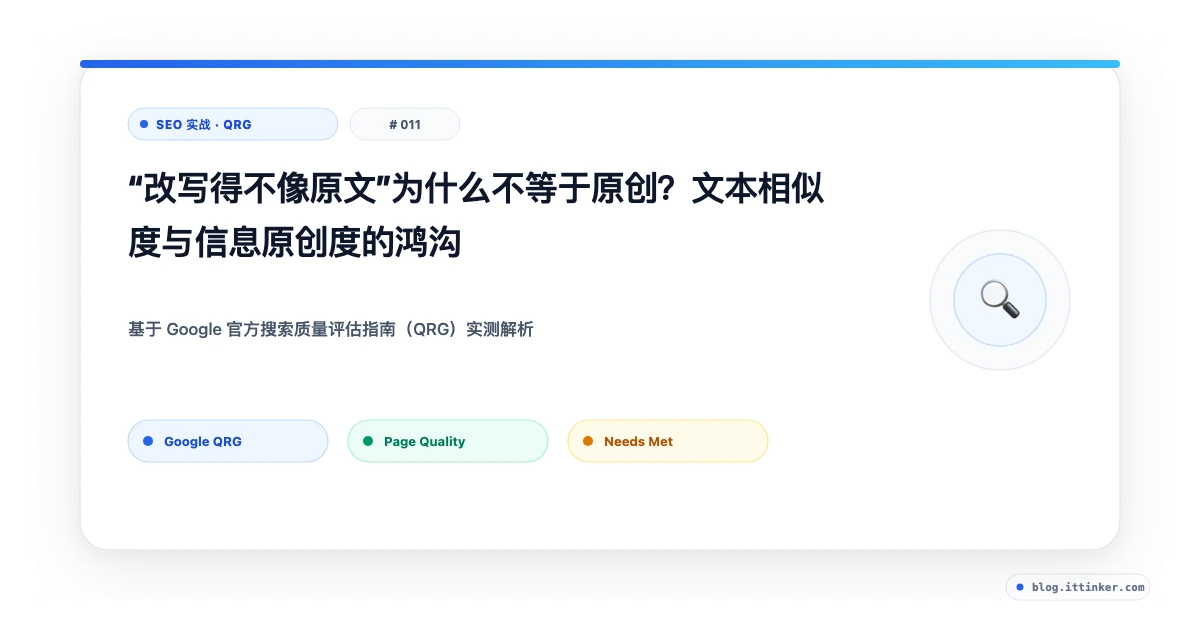 SEO 实战 · QRG
# 011
“改写得不像原文”为什么不等于原创？文本相似
度与信息原创度的鸿沟
基于 Google 官方搜索质量评估指南（QRG）实测解析
Google QRG
Page Quality
Needs Met
blog.ittinker.com